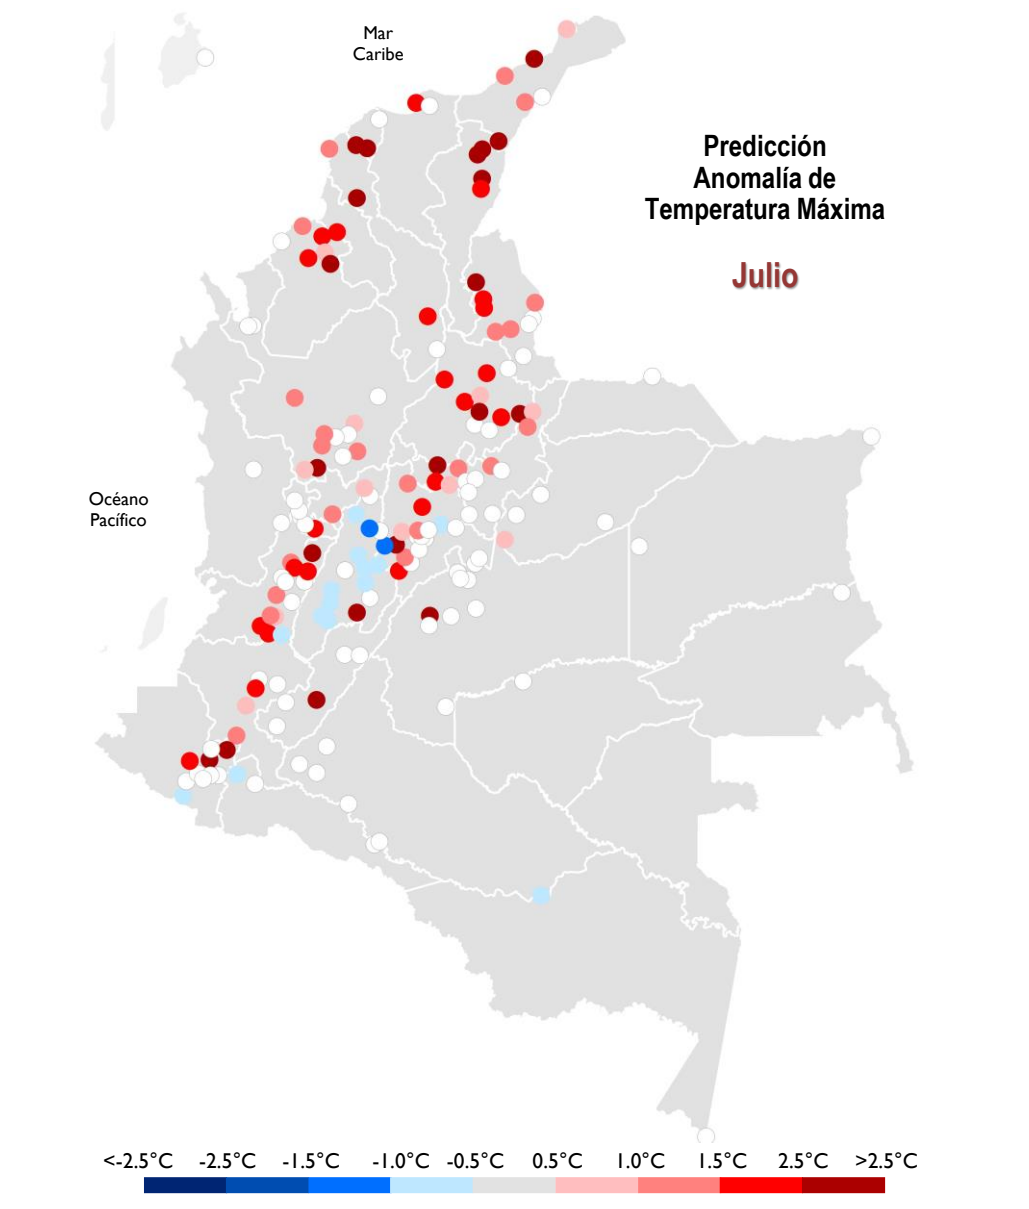 Mar
Caribe
Predicción
Anomalía de
Temperatura Máxima
Julio
Océano
Pacífico
<-2.5°C -2.5°C -1.5°C -1.0°C -0.5°C 0.5°C 1.0°C 1.5°C 2.5°C >2.5°C